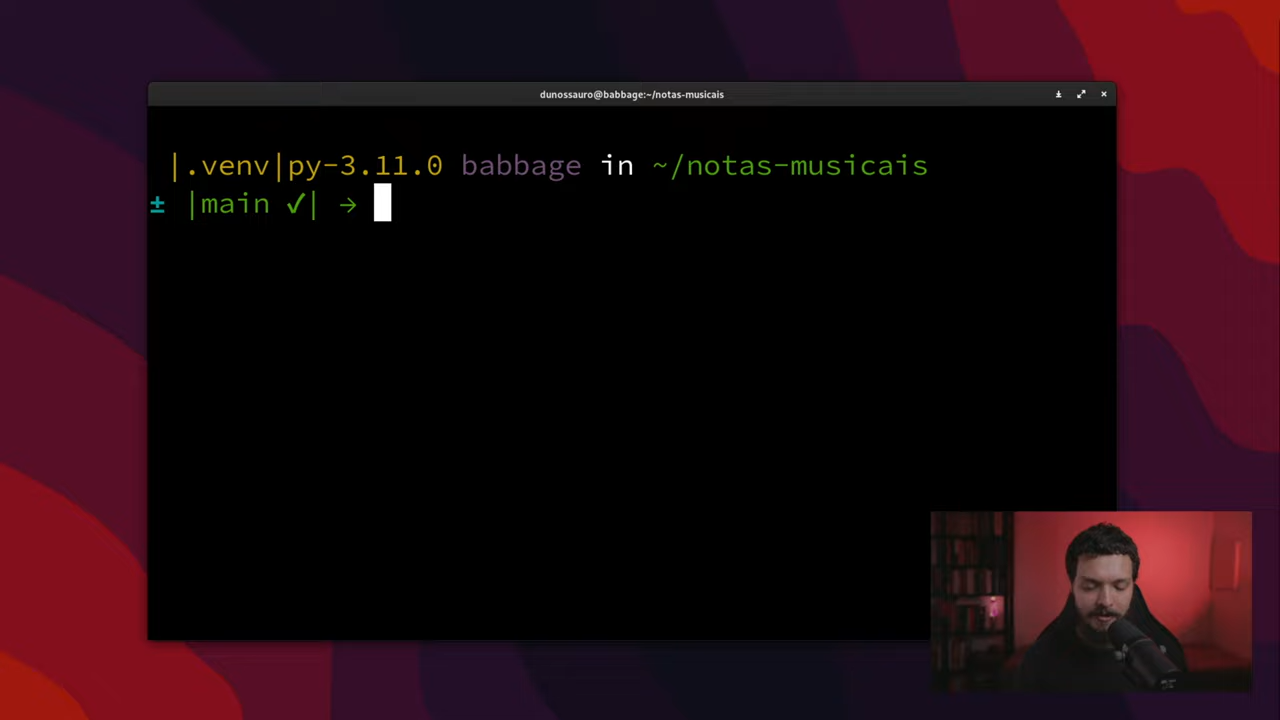 dunossauro@babbage:~/notas-musicais
|.venv|py-3.11.0 babbage in ~/notas-musicais
± |main ✓| →